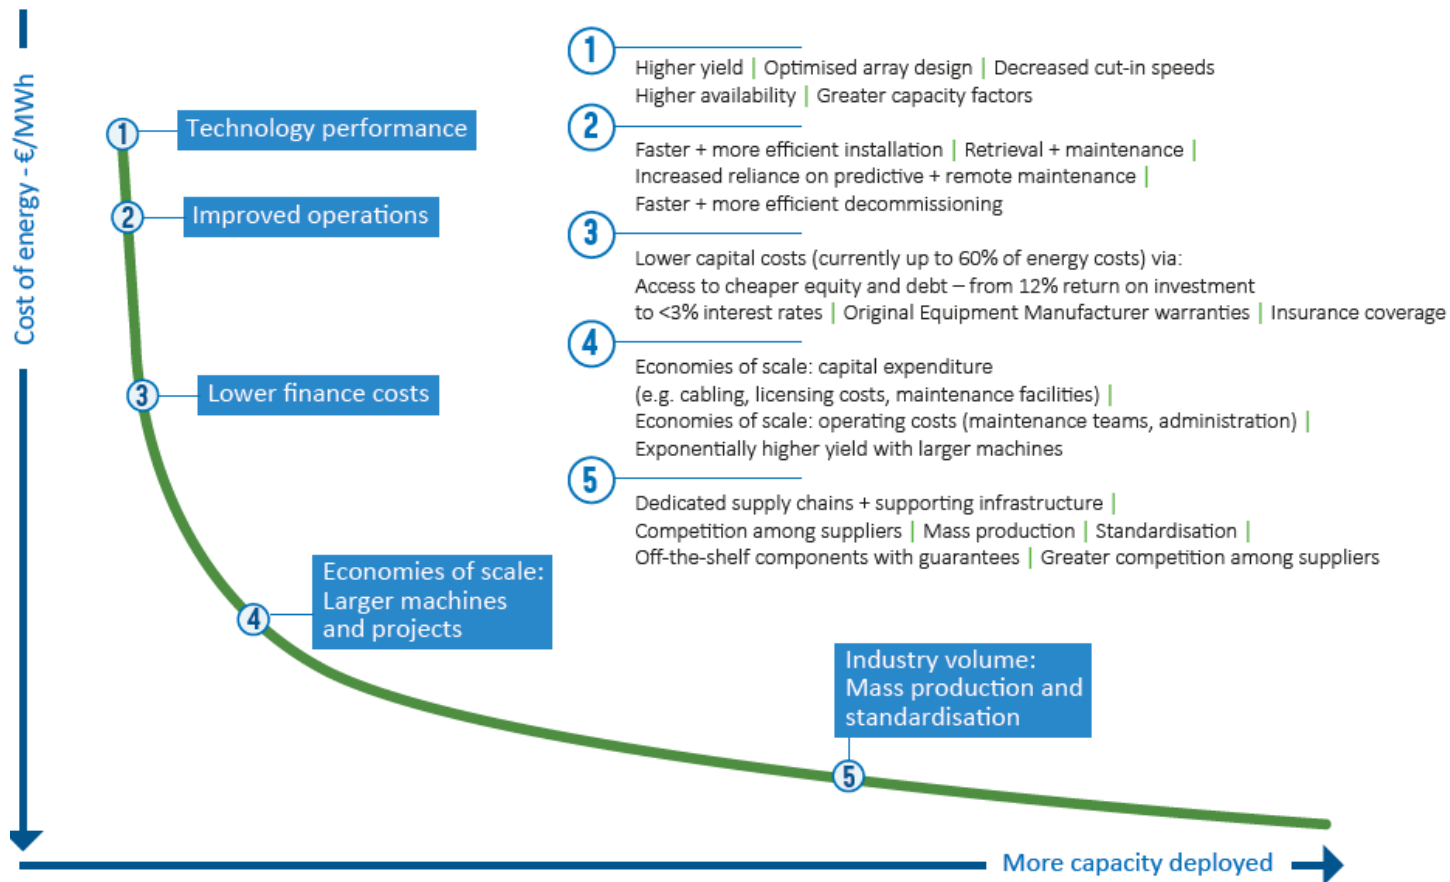 Cost of energy - €/MWh
1
Technology performance
2
Improved operations
3
Lower finance costs
4
Economies of scale:
Larger machines
and projects
5
Industry volume:
Mass production and
standardisation
More capacity deployed
1
Higher yield | Optimised array design | Decreased cut-in speeds
Higher availability | Greater capacity factors
2
Faster + more efficient installation | Retrieval + maintenance |
Increased reliance on predictive + remote maintenance |
Faster + more efficient decommissioning
3
Lower capital costs (currently up to 60% of energy costs) via:
Access to cheaper equity and debt – from 12% return on investment
to <3% interest rates | Original Equipment Manufacturer warranties | Insurance coverage
4
Economies of scale: capital expenditure
(e.g. cabling, licensing costs, maintenance facilities) |
Economies of scale: operating costs (maintenance teams, administration) |
Exponentially higher yield with larger machines
5
Dedicated supply chains + supporting infrastructure |
Competition among suppliers | Mass production | Standardisation |
Off-the-shelf components with guarantees | Greater competition among suppliers